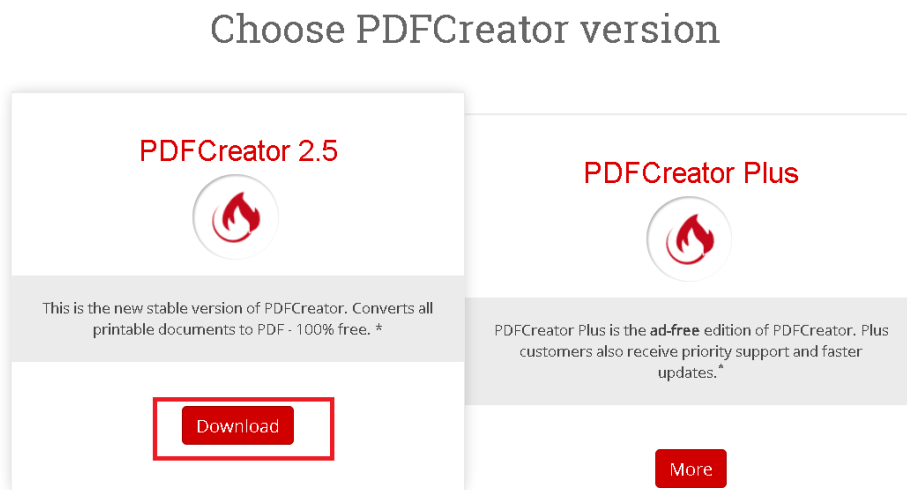 Choose PDFCreator version
PDFCreator 2.5
This is the new stable version of PDFCreator. Converts all
printable documents to PDF - 100% free. *
Download
PDFCreator Plus
PDFCreator Plus is the ad-free edition of PDFCreator. Plus
customers also receive priority support and faster
updates.*
More